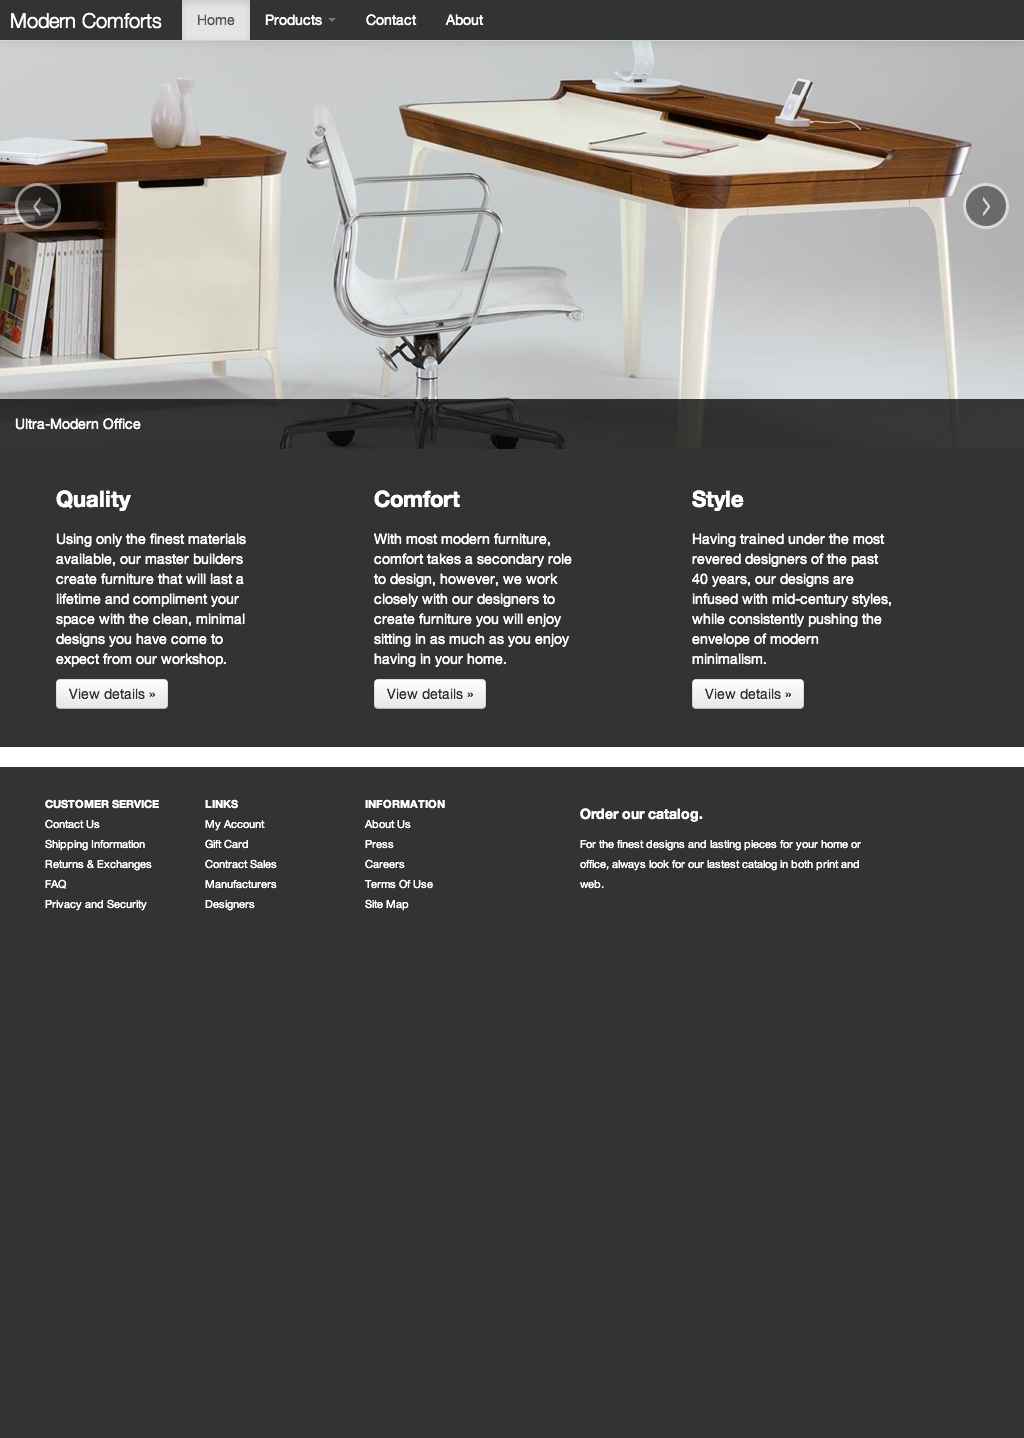 Modern Comforts
Home
Products
Contact
About
Ultra-Modern Office
Quality
Using only the finest materials
available, our master builders
create furniture that will last a
lifetime and compliment your
space with the clean, minimal
designs you have come to
expect from our workshop.
View details »
Comfort
With most modern furniture,
comfort takes a secondary role
to design, however, we work
closely with our designers to
create furniture you will enjoy
sitting in as much as you enjoy
having in your home.
View details »
Style
Having trained under the most
revered designers of the past
40 years, our designs are
infused with mid-century styles,
while consistently pushing the
envelope of modern
minimalism.
View details »
CUSTOMER SERVICE
Contact Us
Shipping Information
Returns & Exchanges
FAQ
Privacy and Security
LINKS
My Account
Gift Card
Contract Sales
Manufacturers
Designers
INFORMATION
About Us
Press
Careers
Terms Of Use
Site Map
Order our catalog.
For the finest designs and lasting pieces for your home or
office, always look for our lastest catalog in both print and
web.